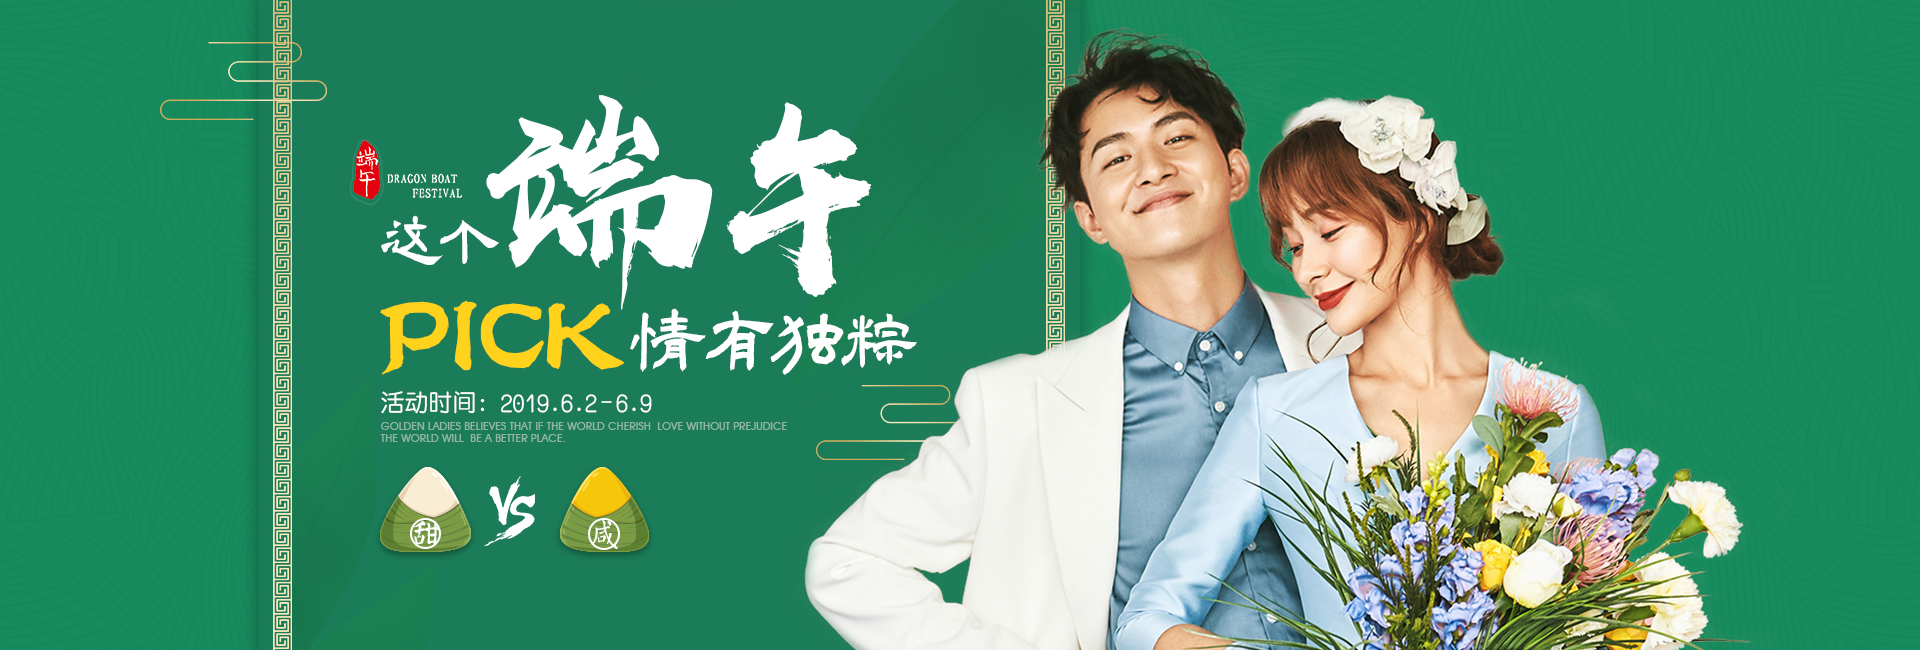 端午
DRAGON BOAT
FESTIVAL
这个端午
PICK情有独粽
活动时间：2019.6.2-6.9
GOLDEN LADIES BELIEVES THAT IF THE WORLD CHERISH LOVE WITHOUT PREJUDICE
THE WORLD WILL BE A BETTER PLACE.
甜 VS 咸